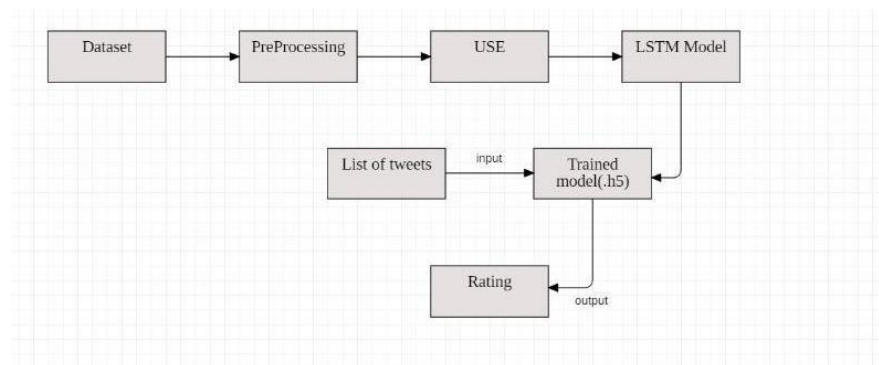 Dataset
PreProcessing
USE
LSTM Model
List of tweets
input
Trained
model(.h5)
Rating
output